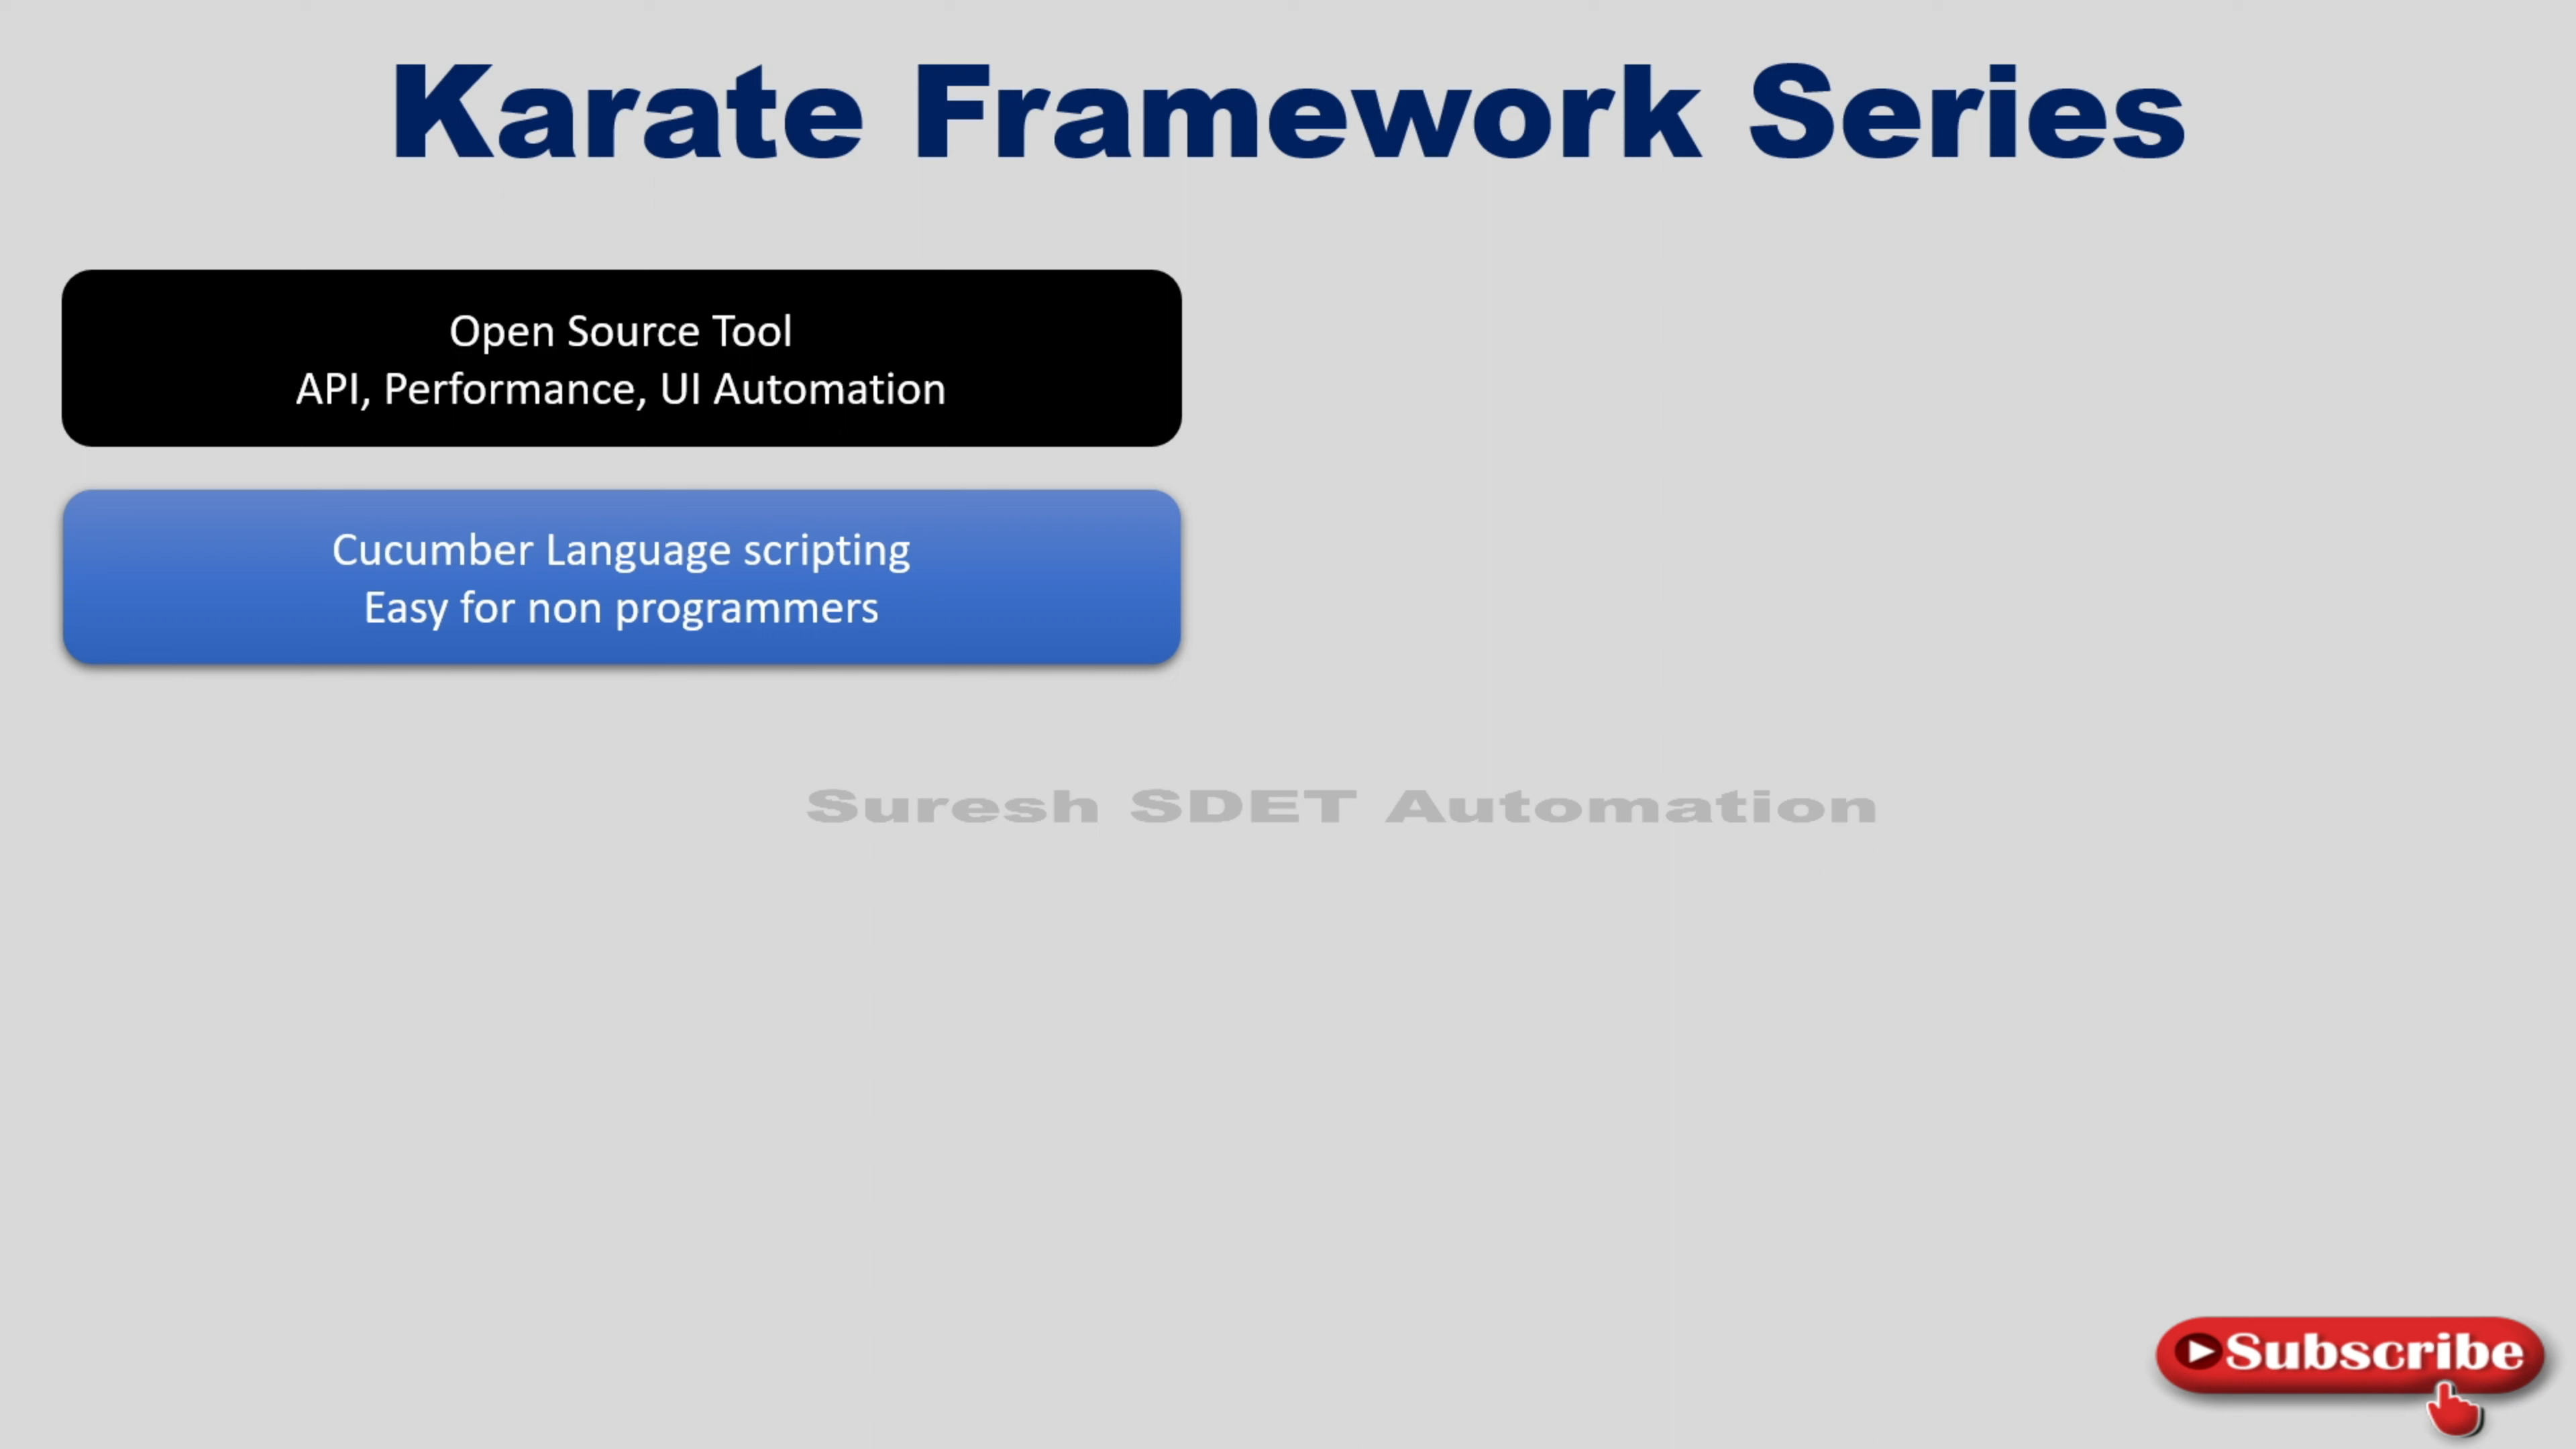 Karate Framework Series
Open Source Tool
API, Performance, UI Automation
Cucumber Language scripting
Easy for non programmers
Suresh SDET Automation
Subscribe